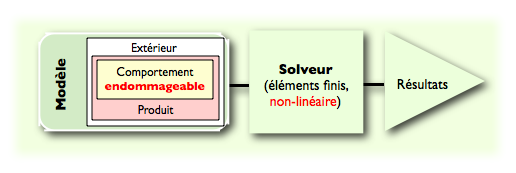 Modèle
Extérieur
Comportement
endommageable
Produit
Solveur
(éléments finis,
non-linéaire)
Résultats